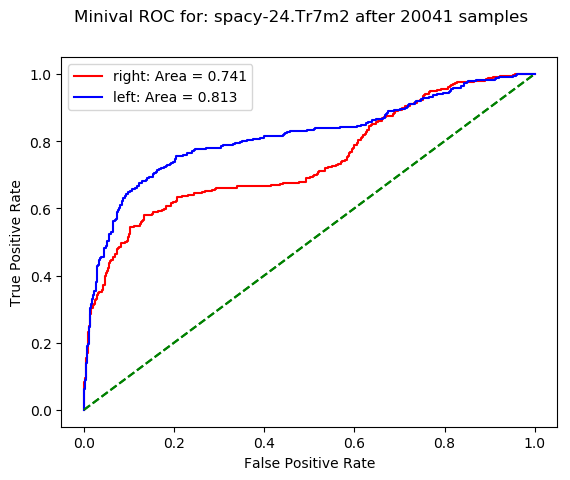 Minival ROC for: spacy-24.Tr7m2 after 20041 samples
right: Area = 0.741
left: Area = 0.813
1.0
0.8
0.6
0.4
0.2
0.0
True Positive Rate
0.0 0.2 0.4 0.6 0.8 1.0
False Positive Rate